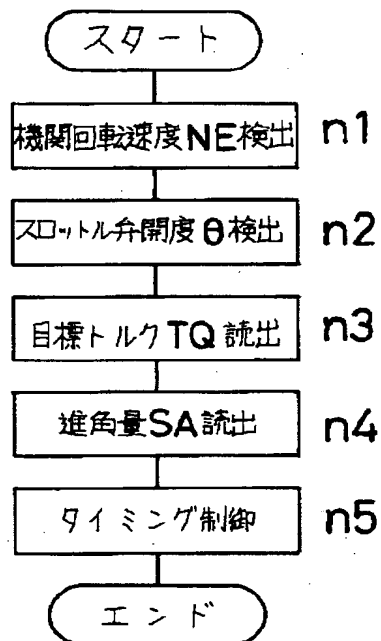 スタート
機関回転速度NE検出 n1
スロットル弁開度θ検出 n2
目標トルクTQ読出 n3
進角量SA読出 n4
タイミング制御 n5
エンド